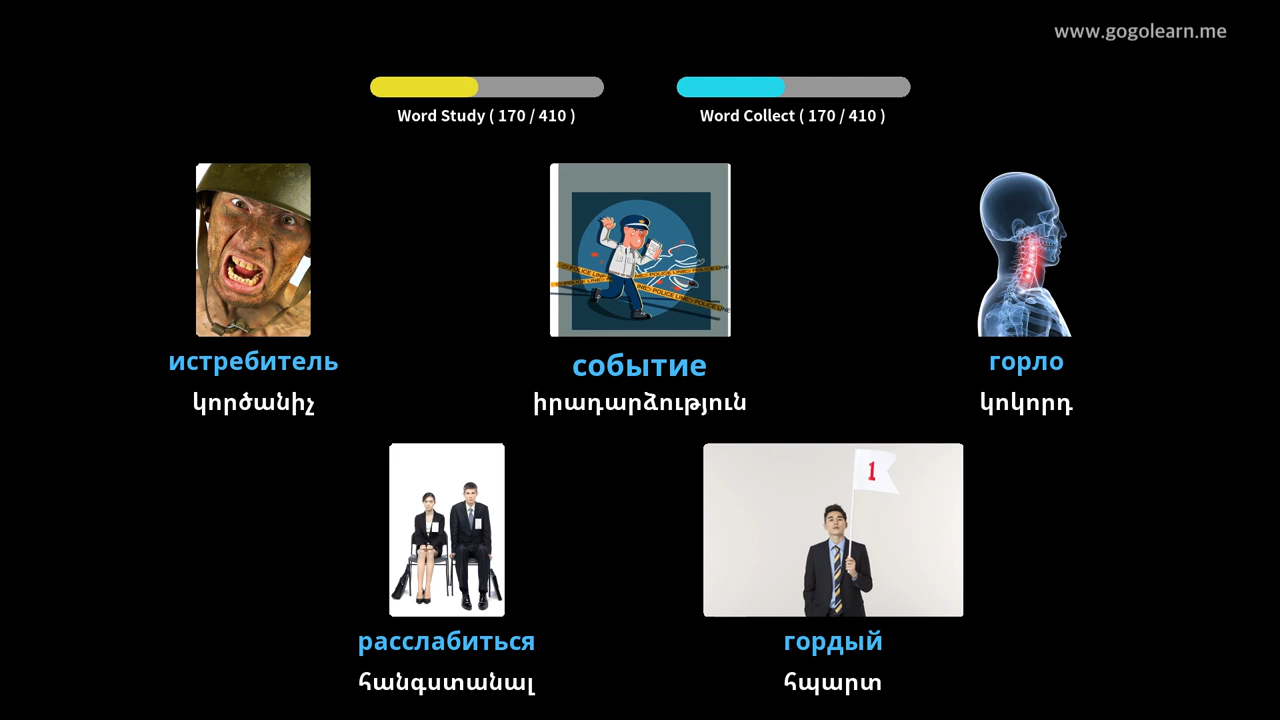 www.gogolearn.me
Word Study ( 170 / 410 )
Word Collect ( 170 / 410 )
истребитель
կործանիչ
событие
իրադարձություն
горло
կոկորդ
1
расслабиться
հանգստանալ
гордый
հպարտ